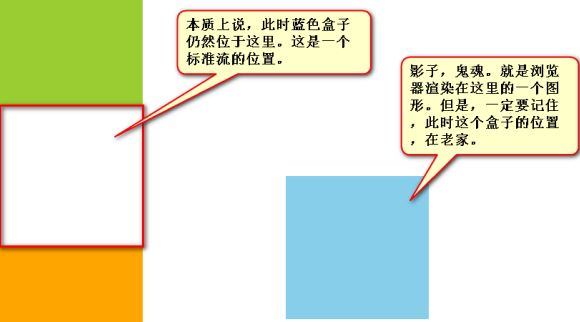 本质上说，此时蓝色盒子
仍然位于这里。这是一个
标准流的位置。
影子，鬼魂。就是浏览
器渲染在这里的一个图
形。但是，一定要记住
，此时这个盒子的位置
，在老家。